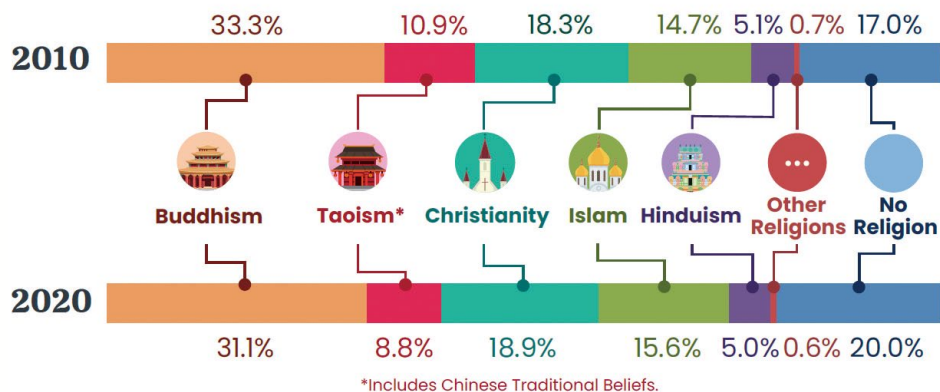 33.3% 10.9% 18.3% 14.7% 5.1% 0.7% 17.0%
2010
Buddhism Taoism* Christianity Islam Hinduism Other Religions No Religion
2020
31.1% 8.8% 18.9% 15.6% 5.0% 0.6% 20.0%
*Includes Chinese Traditional Beliefs.